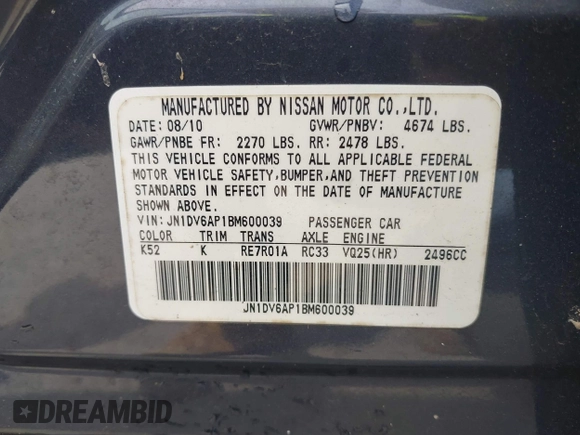 MANUFACTURED BY NISSAN MOTOR CO.,LTD.
DATE: 08/10 GVWR/PNBV: 4674 LBS.
GAWR/PNBE FR: 2270 LBS. RR: 2478 LBS.
THIS VEHICLE CONFORMS TO ALL APPLICABLE FEDERAL
MOTOR VEHICLE SAFETY,BUMPER,AND THEFT PREVENTION
STANDARDS IN EFFECT ON THE DATE OF MANUFACTURE
SHOWN ABOVE.
VIN: JN1DV6AP1BM600039 PASSENGER CAR
COLOR TRIM TRANS AXLE ENGINE
K52 K RE7R01A RC33 VQ25(HR) 2496CC
JN1DV6AP1BM600039
DREAMBID